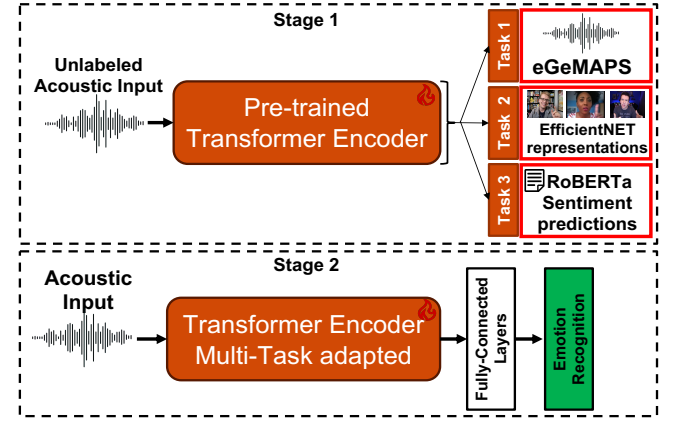 Stage 1
Unlabeled
Acoustic Input
Pre-trained
Transformer Encoder
Task 1
eGeMAPS
Task 2
EfficientNET
representations
Task 3
RoBERTa
Sentiment
predictions
Stage 2
Acoustic
Input
Transformer Encoder
Multi-Task adapted
Fully-Connected
Layers
Emotion
Recognition